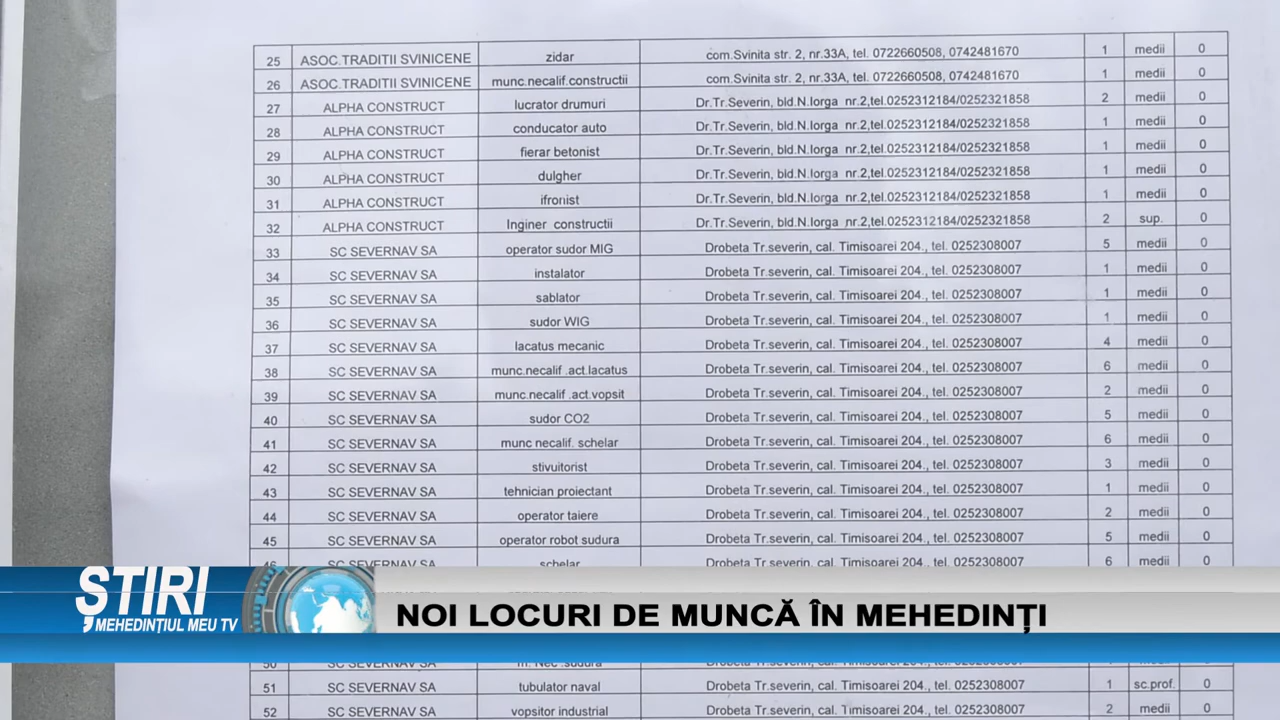 25 ASOC.TRADITII SVINICENE zidar com.Svinita str. 2, nr.33A, tel. 0722660508, 0742481670 1 medii 0
26 ASOC.TRADITII SVINICENE munc.necalif.constructii com.Svinita str. 2, nr.33A, tel. 0722660508, 0742481670 1 medii 0
27 ALPHA CONSTRUCT lucrator drumuri Dr.Tr.Severin, bld.N.Iorga nr.2,tel.0252312184/0252321858 2 medii 0
28 ALPHA CONSTRUCT conducator auto Dr.Tr.Severin, bld.N.Iorga nr.2,tel.0252312184/0252321858 1 medii 0
29 ALPHA CONSTRUCT fierar betonist Dr.Tr.Severin, bld.N.Iorga nr.2,tel.0252312184/0252321858 1 medii 0
30 ALPHA CONSTRUCT dulgher Dr.Tr.Severin, bld.N.Iorga nr.2,tel.0252312184/0252321858 1 medii 0
31 ALPHA CONSTRUCT ifronist Dr.Tr.Severin, bld.N.Iorga nr.2,tel.0252312184/0252321858 1 medii 0
32 ALPHA CONSTRUCT Inginer constructii Dr.Tr.Severin, bld.N.Iorga nr.2,tel.0252312184/0252321858 2 sup. 0
33 SC SEVERNAV SA operator sudor MIG Drobeta Tr.severin, cal. Timisoarei 204., tel. 0252308007 5 medii 0
34 SC SEVERNAV SA instalator Drobeta Tr.severin, cal. Timisoarei 204., tel. 0252308007 1 medii 0
35 SC SEVERNAV SA sablator Drobeta Tr.severin, cal. Timisoarei 204., tel. 0252308007 1 medii 0
36 SC SEVERNAV SA sudor WIG Drobeta Tr.severin, cal. Timisoarei 204., tel. 0252308007 1 medii 0
37 SC SEVERNAV SA lacatus mecanic Drobeta Tr.severin, cal. Timisoarei 204., tel. 0252308007 4 medii 0
38 SC SEVERNAV SA munc.necalif .act.lacatus Drobeta Tr.severin, cal. Timisoarei 204., tel. 0252308007 6 medii 0
39 SC SEVERNAV SA munc.necalif .act.vopsit Drobeta Tr.severin, cal. Timisoarei 204., tel. 0252308007 2 medii 0
40 SC SEVERNAV SA sudor CO2 Drobeta Tr.severin, cal. Timisoarei 204., tel. 0252308007 5 medii 0
41 SC SEVERNAV SA munc necalif. schelar Drobeta Tr.severin, cal. Timisoarei 204., tel. 0252308007 6 medii 0
42 SC SEVERNAV SA stivuitorist Drobeta Tr.severin, cal. Timisoarei 204., tel. 0252308007 3 medii 0
43 SC SEVERNAV SA tehnician proiectant Drobeta Tr.severin, cal. Timisoarei 204., tel. 0252308007 1 medii 0
44 SC SEVERNAV SA operator taiere Drobeta Tr.severin, cal. Timisoarei 204., tel. 0252308007 2 medii 0
45 SC SEVERNAV SA operator robot sudura Drobeta Tr.severin, cal. Timisoarei 204., tel. 0252308007 5 medii 0
46 SC SEVERNAV SA schelar Drobeta Tr.severin, cal. Timisoarei 204., tel. 0252308007 6 medii 0
ȘTIRI
MEHEDINȚIUL MEU TV
NOI LOCURI DE MUNCĂ ÎN MEHEDINȚI
50 SC SEVERNAV SA m. Nec .sudura Drobeta Tr.severin, cal. Timisoarei 204., tel. 0252308007
51 SC SEVERNAV SA tubulator naval Drobeta Tr.severin, cal. Timisoarei 204., tel. 0252308007 1 sc.prof. 0
52 SC SEVERNAV SA vopsitor industrial Drobeta Tr.severin, cal. Timisoarei 204., tel. 0252308007 2 medii 0